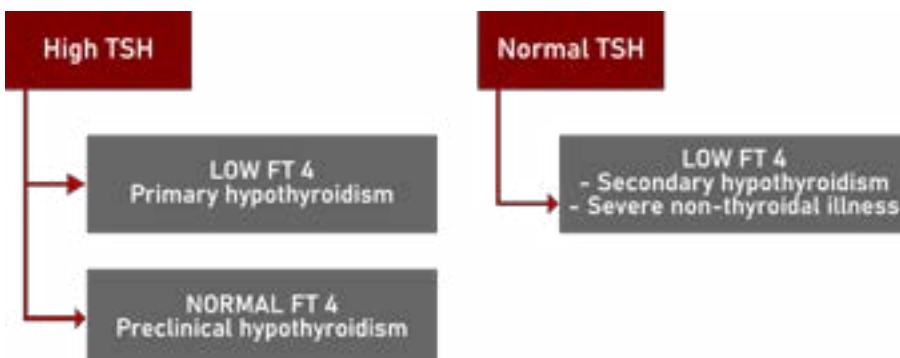 High TSH
LOW FT 4
Primary hypothyroidism
NORMAL FT 4
Preclinical hypothyroidism
Normal TSH
LOW FT 4
- Secondary hypothyroidism
- Severe non-thyroidal illness